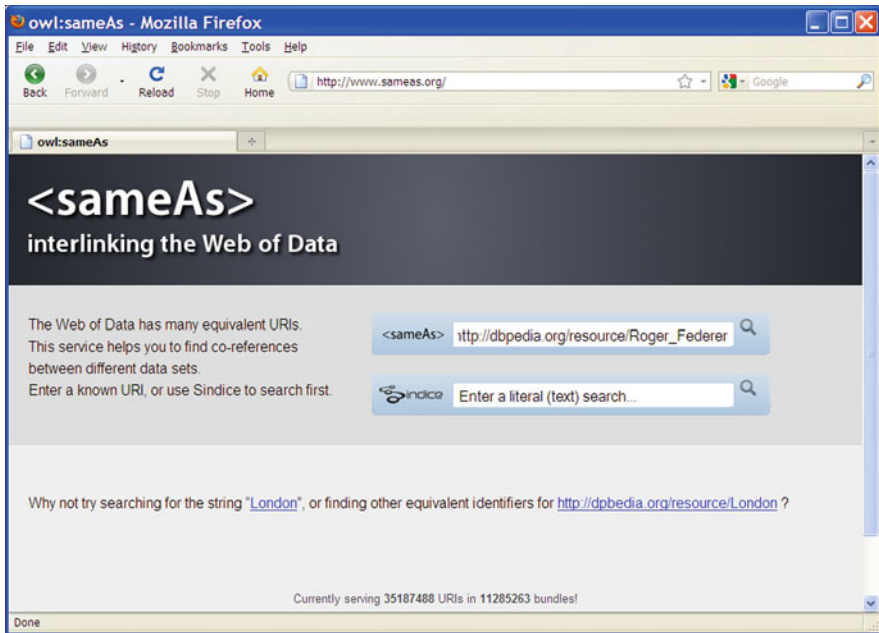 owl:sameAs - Mozilla Firefox
File Edit View History Bookmarks Tools Help
Back Forward Reload Stop Home http://www.sameas.org/ Google
owl:sameAs
<sameAs>
interlinking the Web of Data
The Web of Data has many equivalent URIs.
This service helps you to find co-references
between different data sets.
Enter a known URI, or use Sindice to search first.
<sameAs> http://dbpedia.org/resource/Roger_Federer
Sindice Enter a literal (text) search...
Why not try searching for the string “London”, or finding other equivalent identifiers for http://dpbedia.org/resource/London ?
Currently serving 35187488 URIs in 11285263 bundles!
Done